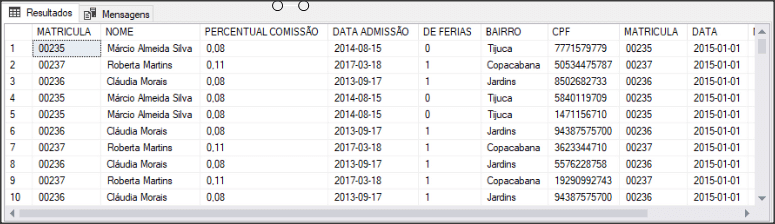 Resultados Mensagens
MATRICULA NOME PERCENTUAL COMISSÃO DATA ADMISSÃO DE FERIAS BAIRRO CPF MATRICULA DATA
1 00235 Márcio Almeida Silva 0,08 2014-08-15 0 Tijuca 7771579779 00235 2015-01-01
2 00237 Roberta Martins 0,11 2017-03-18 1 Copacabana 50534475787 00237 2015-01-01
3 00236 Cláudia Morais 0,08 2013-09-17 1 Jardins 8502682733 00236 2015-01-01
4 00235 Márcio Almeida Silva 0,08 2014-08-15 0 Tijuca 5840119709 00235 2015-01-01
5 00235 Márcio Almeida Silva 0,08 2014-08-15 0 Tijuca 1471156710 00235 2015-01-01
6 00236 Cláudia Morais 0,08 2013-09-17 1 Jardins 94387575700 00236 2015-01-01
7 00237 Roberta Martins 0,11 2017-03-18 1 Copacabana 3623344710 00237 2015-01-01
8 00236 Cláudia Morais 0,08 2013-09-17 1 Jardins 5576228758 00236 2015-01-01
9 00237 Roberta Martins 0,11 2017-03-18 1 Copacabana 19290992743 00237 2015-01-01
10 00236 Cláudia Morais 0,08 2013-09-17 1 Jardins 94387575700 00236 2015-01-01